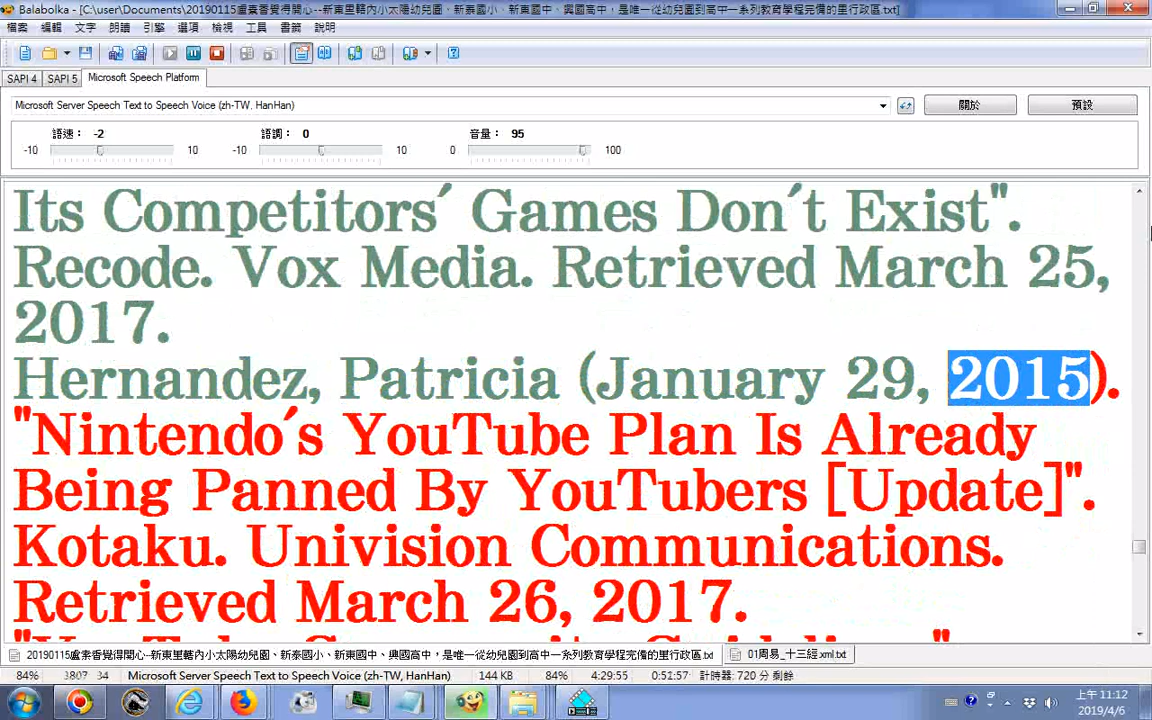 Balabolka - [C:\user\Documents\20190115盧素香覺得開心--新東里轄內小太陽幼兒園、新泰國小、新東國中、興國高中，是唯一從幼兒園到高中一系列教育學程完備的里行政區.txt]
檔案 編輯 文字 朗讀 引擎 選項 檢視 工具 書籤 說明
SAPI 4 SAPI 5 Microsoft Speech Platform
Microsoft Server Speech Text to Speech Voice (zh-TW, HanHan) 關於 預設
語速： -2 語調： 0 音量： 95
-10 10 -10 10 0 100
Its Competitors´ Games Don´t Exist".
Recode. Vox Media. Retrieved March 25,
2017.
Hernandez, Patricia (January 29, 2015).
"Nintendo´s YouTube Plan Is Already
Being Panned By YouTubers [Update]".
Kotaku. Univision Communications.
Retrieved March 26, 2017.
20190115盧素香覺得開心--新東里轄內小太陽幼兒園、新泰國小、新東國中、興國高中，是唯一從幼兒園到高中一系列教育學程完備的里行政區.txt 01周易_十三經.xml.txt
84% 3807 34 Microsoft Server Speech Text to Speech Voice (zh-TW, HanHan) 144 KB 84% 4:29:55 0:51:57 計時器: 720 分 剩餘
上午 11:12
2019/4/6